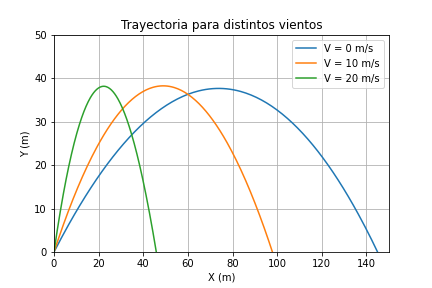 Trayectoria para distintos vientos
50
40
30
20
10
0
Y (m)
V = 0 m/s
V = 10 m/s
V = 20 m/s
0 20 40 60 80 100 120 140
X (m)